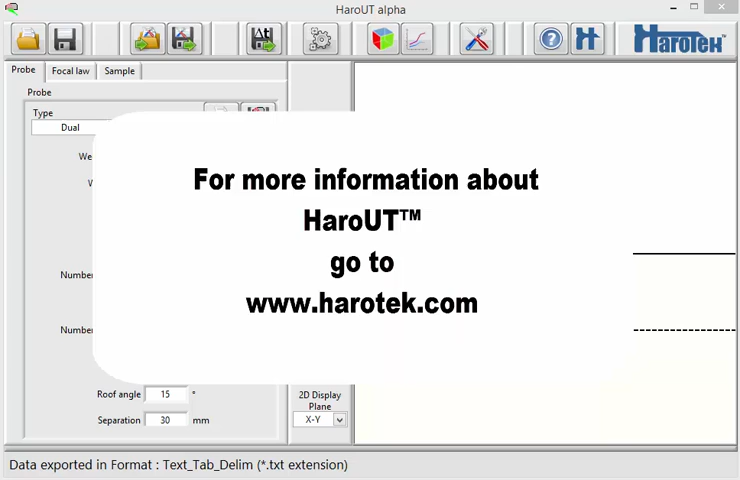 HaroUT alpha
HAROTEK
Probe
Focal law
Sample
Probe
Type
Dual
For more information about
HaroUT™
go to
www.harotek.com
Number
Number
Roof angle 15 °
Separation 30 mm
2D Display
Plane
X-Y
Data exported in Format : Text_Tab_Delim (*.txt extension)